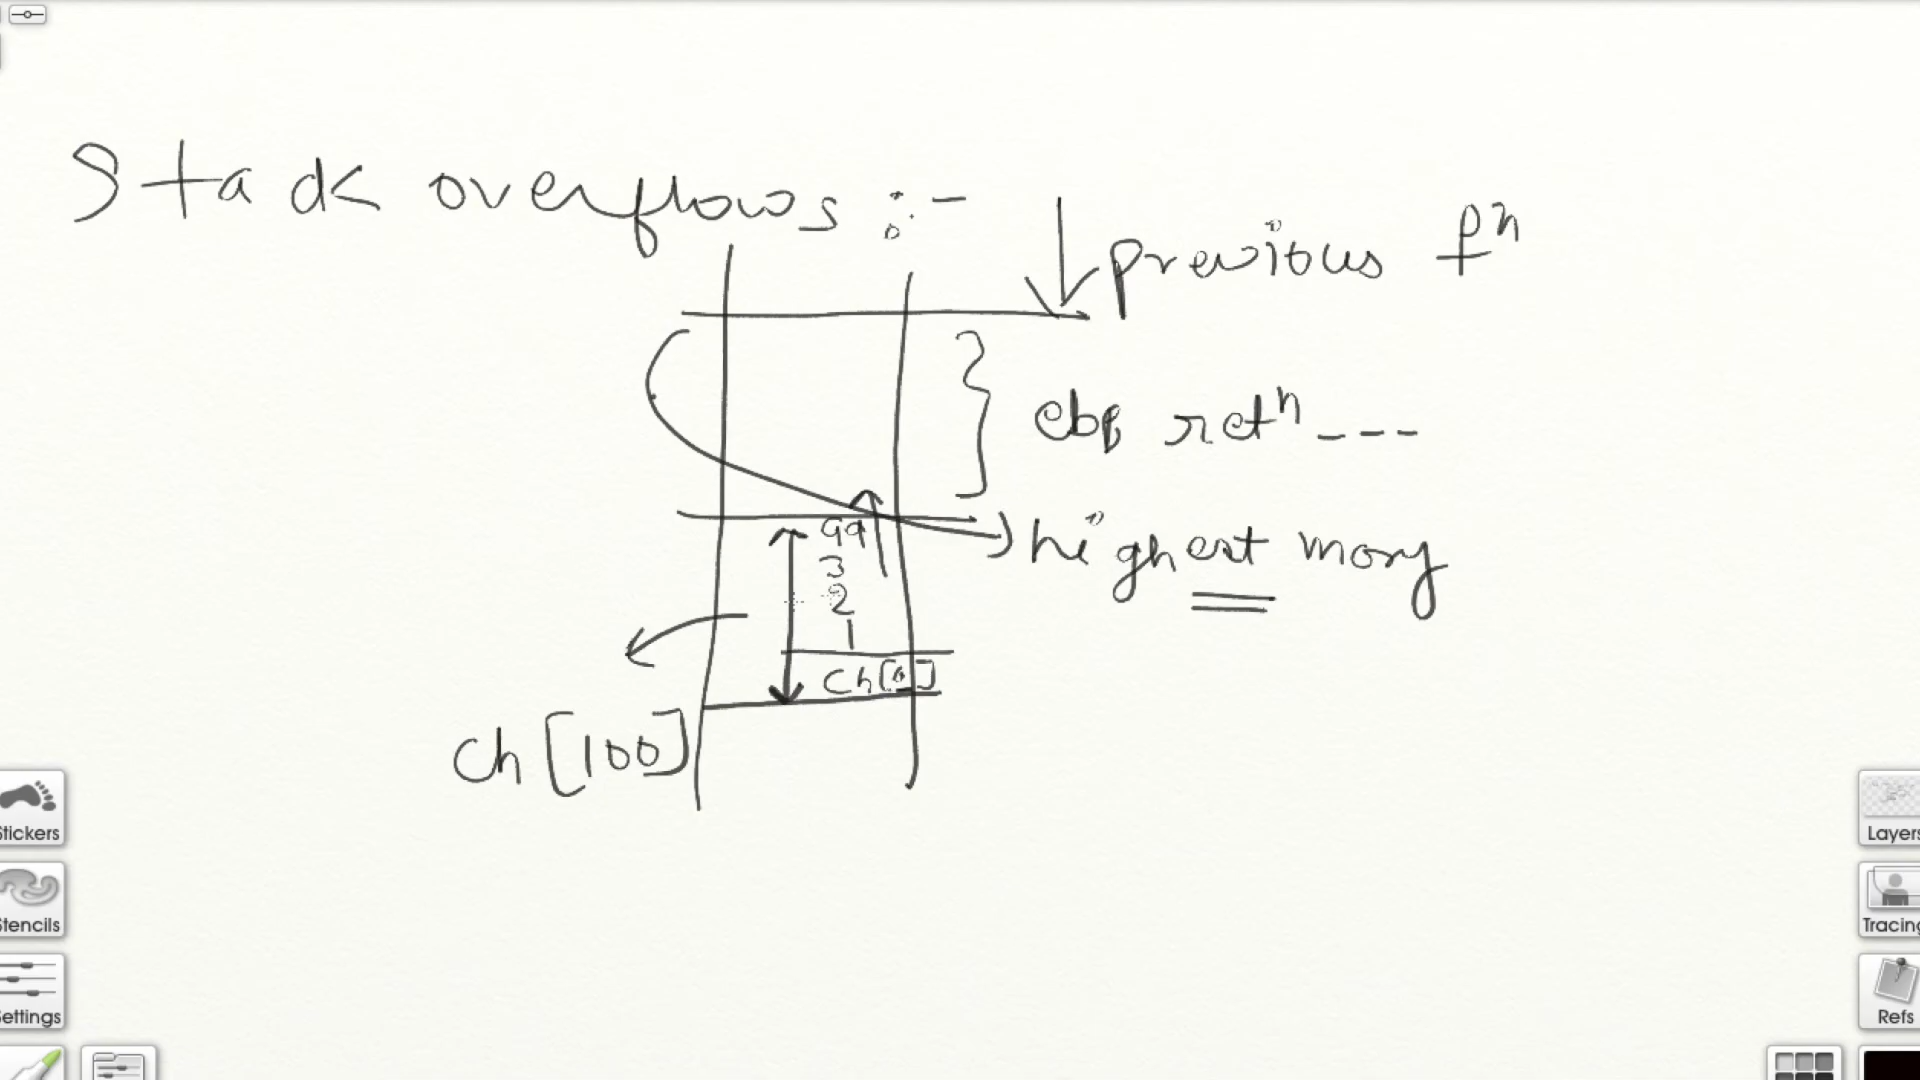 Stack overflows :-
previous fⁿ
ebp retⁿ ---
99
highest
3
2
1
ch[0]
ch[100]
Stickers
Layers
Stencils
Tracing
Settings
Refs